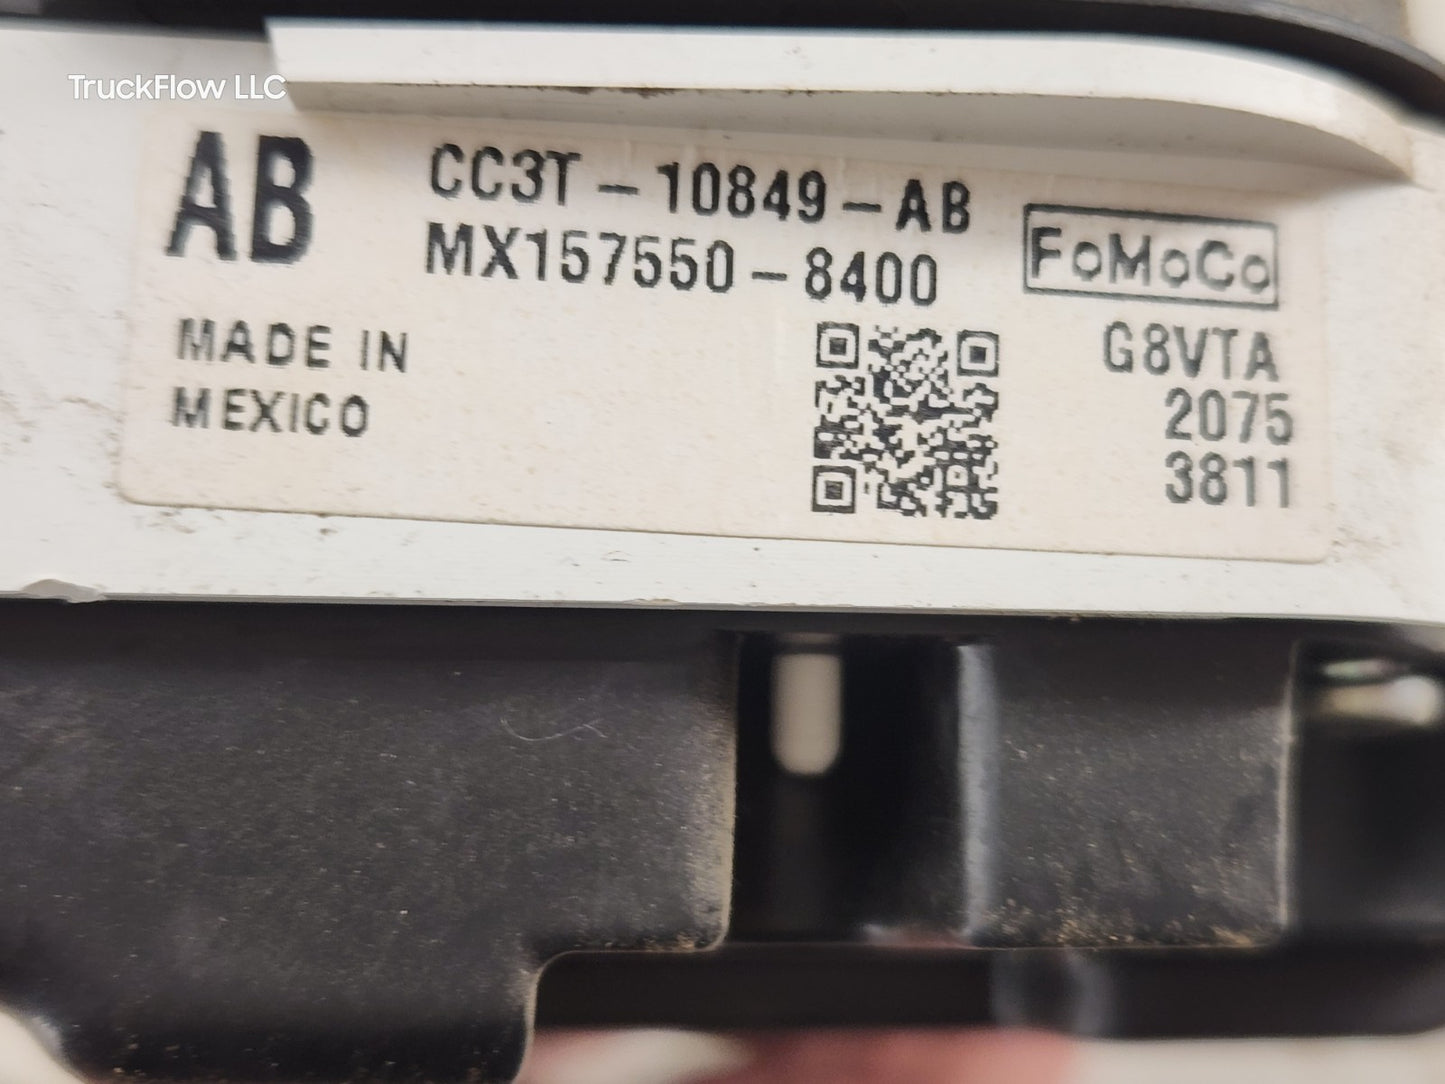 TruckFlow LLC
AB
CC3T-10849-AB
MX157550-8400
FoMoCo
MADE IN
MEXICO
G8VTA
2075
3811